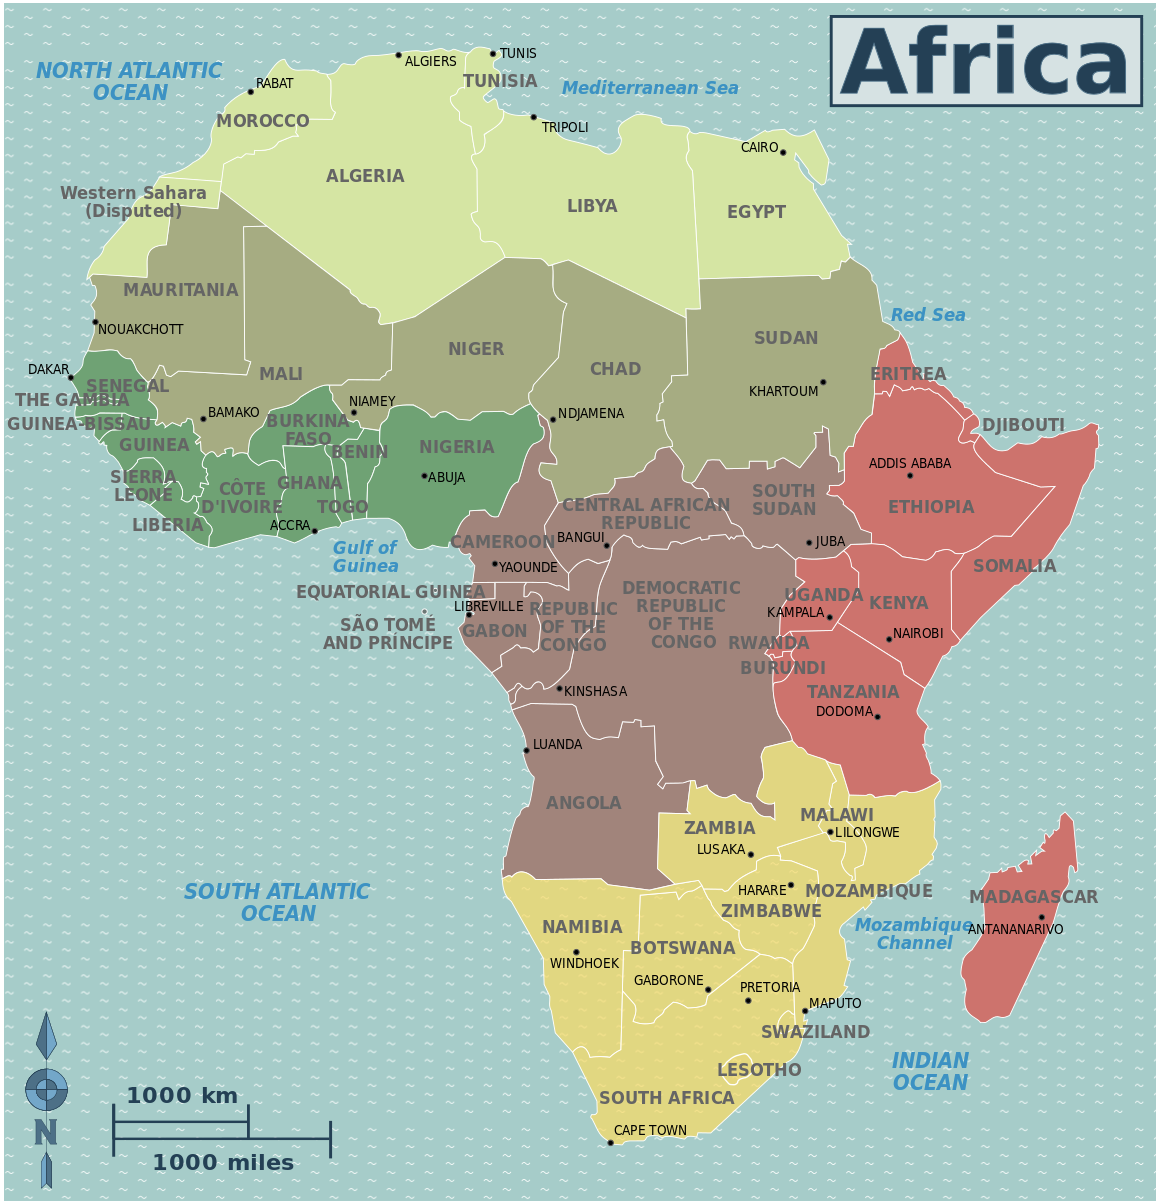 Africa
NORTH ATLANTIC
OCEAN
TUNIS
ALGIERS
TUNISIA
RABAT
Mediterranean Sea
MOROCCO
TRIPOLI
CAIRO
ALGERIA
Western Sahara
(Disputed)
LIBYA
EGYPT
MAURITANIA
NOUAKCHOTT
Red Sea
SUDAN
NIGER
CHAD
MALI
DAKAR
SENEGAL
ERITREA
KHARTOUM
THE GAMBIA
NIAMEY
BAMAKO
NDJAMENA
GUINEA-BISSAU
BURKINA
FASO
DJIBOUTI
GUINEA
BENIN
NIGERIA
ADDIS ABABA
SIERRA
LEONE
GHANA
ABUJA
CÔTE
D'IVOIRE
TOGO
SOUTH
SUDAN
ETHIOPIA
CENTRAL AFRICAN
REPUBLIC
LIBERIA
ACCRA
Gulf of
Guinea
CAMEROON
BANGUI
JUBA
YAOUNDE
SOMALIA
EQUATORIAL GUINEA
DEMOCRATIC
REPUBLIC
OF THE
CONGO
UGANDA
KENYA
LIBREVILLE
REPUBLIC
OF THE
CONGO
KAMPALA
SÃO TOMÉ
AND PRÍNCIPE
GABON
NAIROBI
RWANDA
BURUNDI
KINSHASA
TANZANIA
DODOMA
LUANDA
ANGOLA
MALAWI
ZAMBIA
LILONGWE
LUSAKA
SOUTH ATLANTIC
OCEAN
HARARE
MOZAMBIQUE
MADAGASCAR
ZIMBABWE
NAMIBIA
Mozambique
Channel
ANTANANARIVO
BOTSWANA
WINDHOEK
GABORONE
PRETORIA
MAPUTO
SWAZILAND
INDIAN
OCEAN
LESOTHO
SOUTH AFRICA
CAPE TOWN
1000 km
N
1000 miles